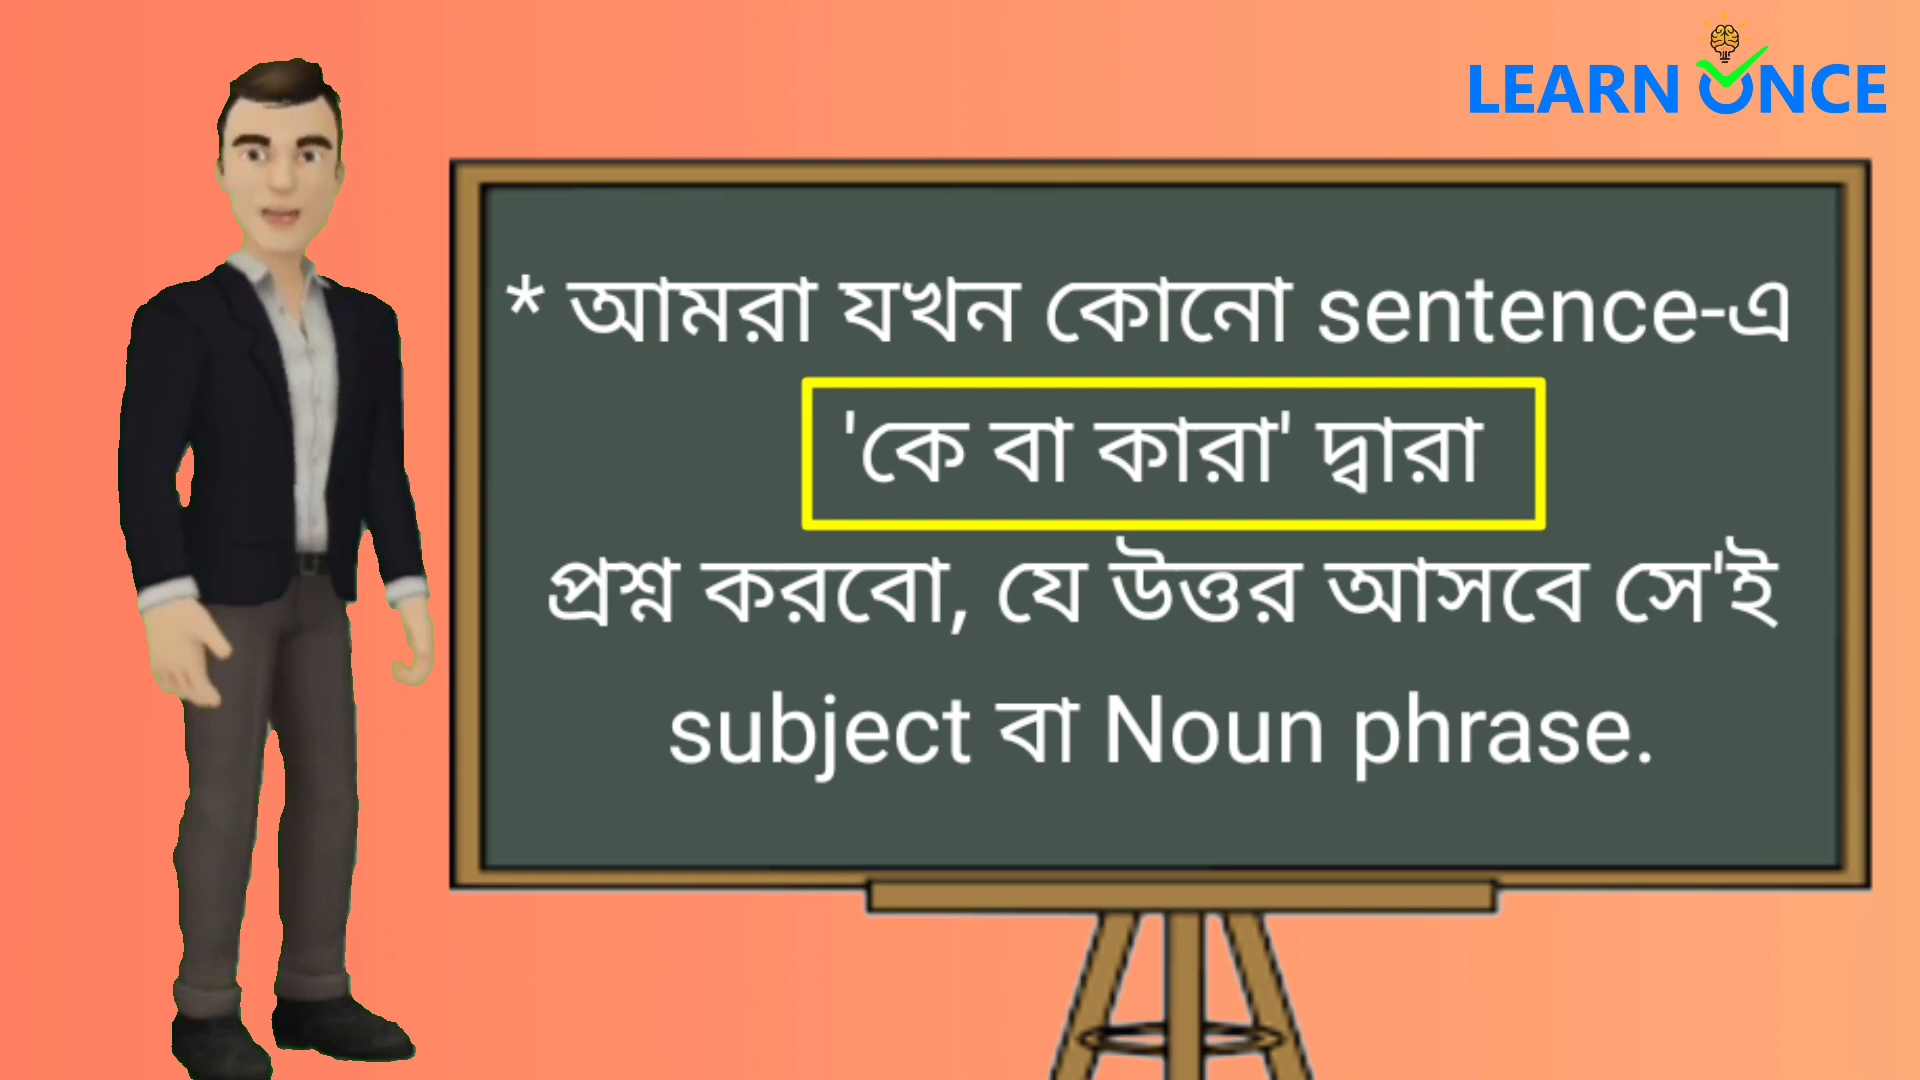 LEARN ONCE
* আমরা যখন কোনো sentence-এ
'কে বা কারা' দ্বারা
প্রশ্ন করবো, যে উত্তর আসবে সে'ই
subject বা Noun phrase.